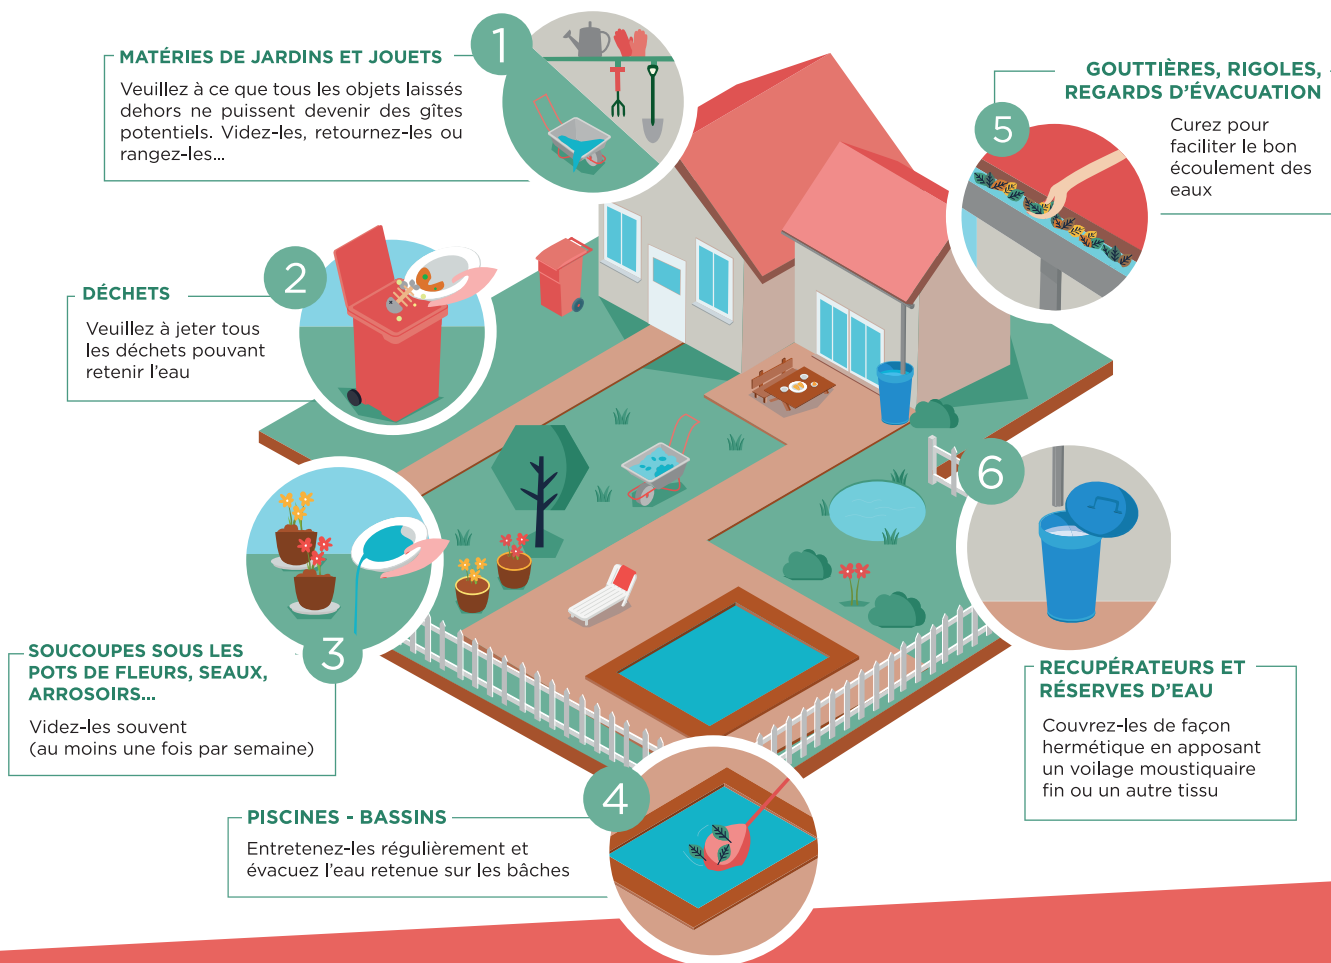 1
MATÉRIES DE JARDINS ET JOUETS
Veuillez à ce que tous les objets laissés
dehors ne puissent devenir des gîtes
potentiels. Videz-les, retournez-les ou
rangez-les...
2
DÉCHETS
Veuillez à jeter tous
les déchets pouvant
retenir l’eau
3
SOUCOUPES SOUS LES
POTS DE FLEURS, SEAUX,
ARROSOIRS...
Videz-les souvent
(au moins une fois par semaine)
4
PISCINES - BASSINS
Entretenez-les régulièrement et
évacuez l’eau retenue sur les bâches
5
GOUTTIÈRES, RIGOLES,
REGARDS D’ÉVACUATION
Curez pour
faciliter le bon
écoulement des
eaux
6
RECUPÉRATEURS ET
RÉSERVES D’EAU
Couvrez-les de façon
hermétique en apposant
un voilage moustiquaire
fin ou un autre tissu